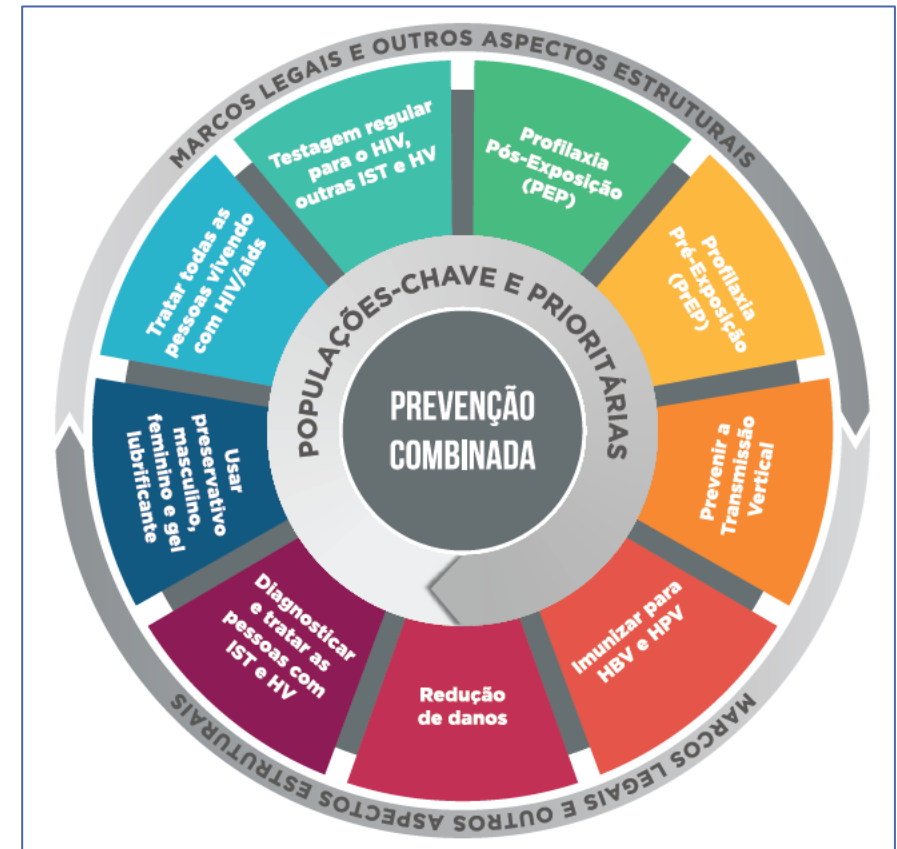 MARCOS LEGAIS E OUTROS ASPECTOS ESTRUTURAIS
Testagem regular
para o HIV,
outras IST e HV
Profilaxia
Pós-Exposição
(PEP)
Profilaxia
Pré-Exposição
(PrEP)
Prevenir a
Transmissão
Vertical
Imunizar para
HBV e HPV
Redução
de danos
Diagnosticar
e tratar as
pessoas com
IST e HV
Usar
preservativo
masculino,
feminino e gel
lubrificante
Tratar todas as
pessoas vivendo
com HIV/aids
POPULAÇÕES-CHAVE E PRIORITÁRIAS
PREVENÇÃO
COMBINADA
MARCOS LEGAIS E OUTROS ASPECTOS ESTRUTURAIS